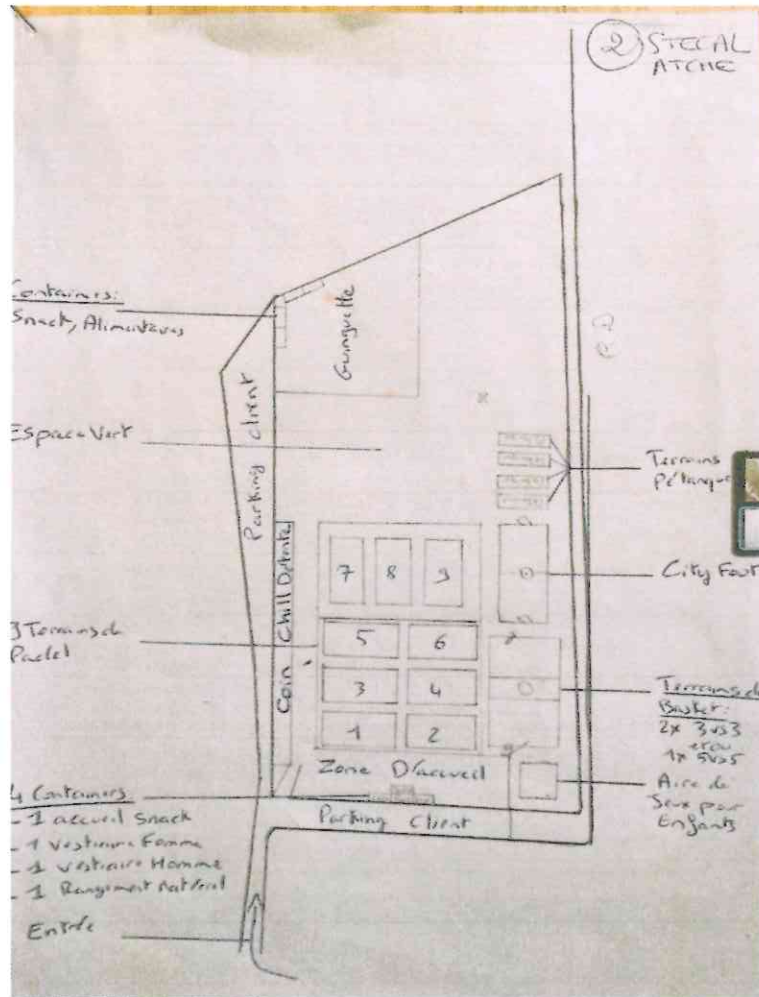 2 STECAL
ATCHE
Containers:
Snack, Alimentaires
Guinguette
Parking client
Espace Vert
Terrains
Pétanque
7 8 9
City Foot
Coin Chill Detente
5 6
Terrains de
Padel
3 4
Terrains de
Basket:
2x 3vs3
1x 5vs5
1 2
Zone D'accueil
Aire de
Jeux pour
Enfants
4 Containers
- 1 accueil Snack
- 1 Vestiaire Femme
- 1 Vestiaire Homme
- 1 Rangement Matériel
Parking Client
Entrée